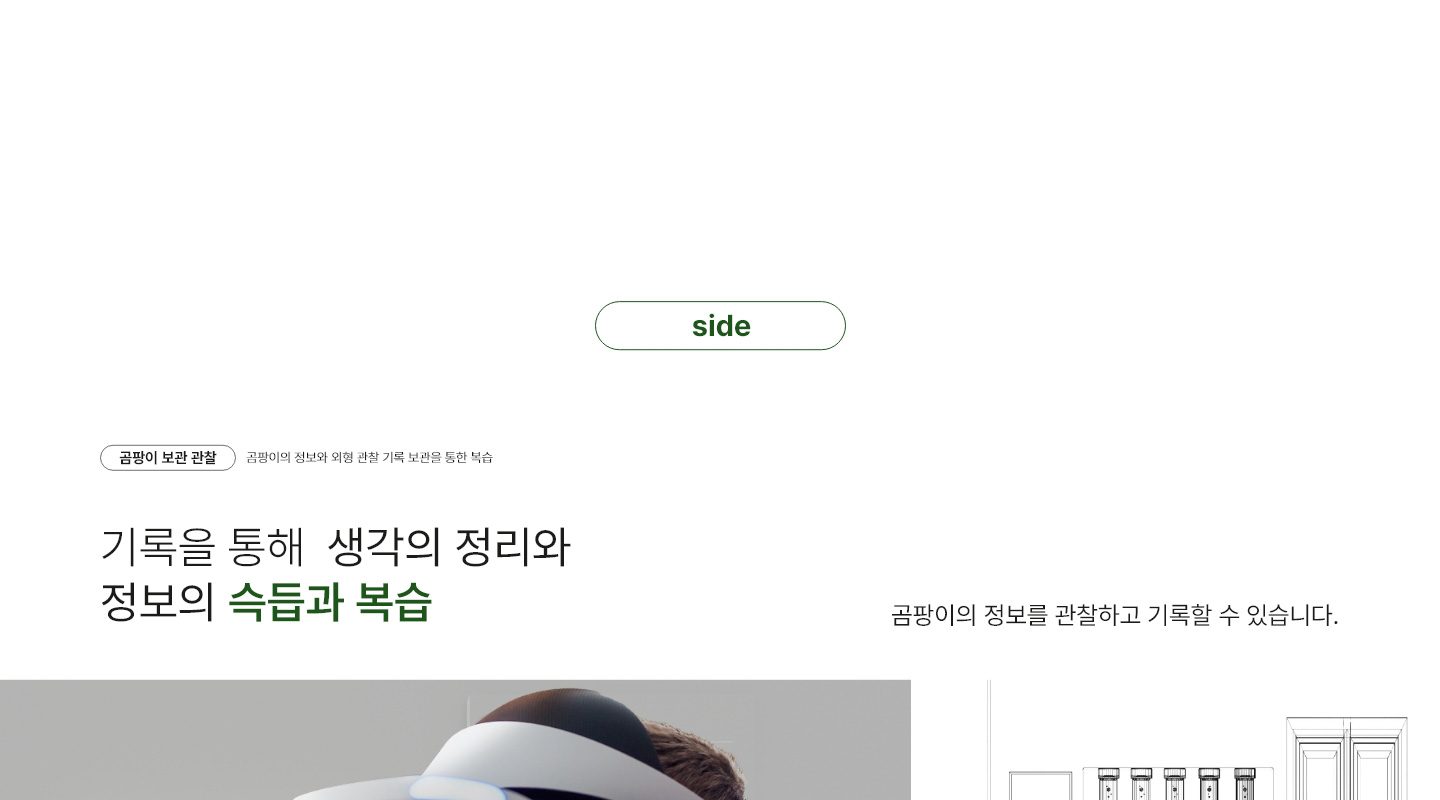 side
곰팡이 보관 관찰
곰팡이의 정보와 외형 관찰 기록 보관을 통한 복습
기록을 통해 생각의 정리와
정보의 슥듭과 복습
곰팡이의 정보를 관찰하고 기록할 수 있습니다.